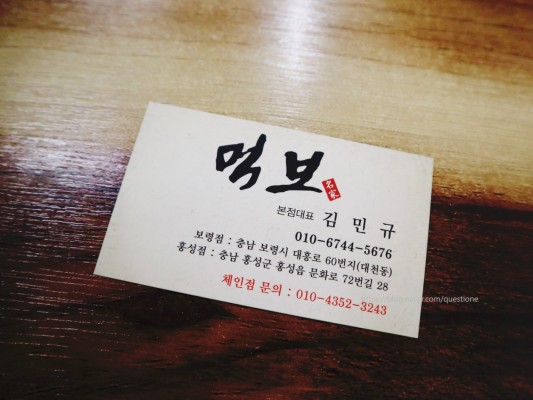 먹보
名家
본점대표 김 민 규
010-6744-5676
보령점 : 충남 보령시 대흥로 60번지(대천동)
홍성점 : 충남 홍성군 홍성읍 문화로 72번길 28
체인점 문의 : 010-4352-3243
.com/questione